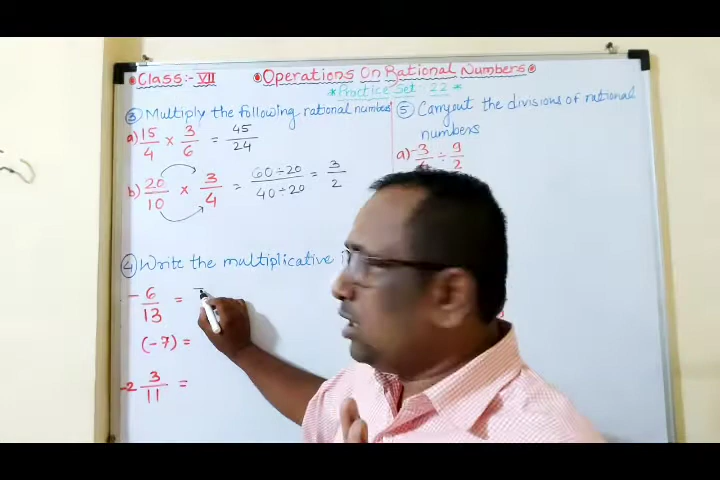 Class:- VII Operations On Rational Numbers
*Practice Set : 22*
③ Multiply the following rational numbers
a) 15/4 × 3/6 = 45/24
b) 20/10 × 3/4 = 60÷20/40÷20 = 3/2
④ Write the multiplicative
-6/13 =
(-7) =
-2 3/11 =
⑤ Carryout the divisions of rational
numbers
a) -3/ ÷ 9/2